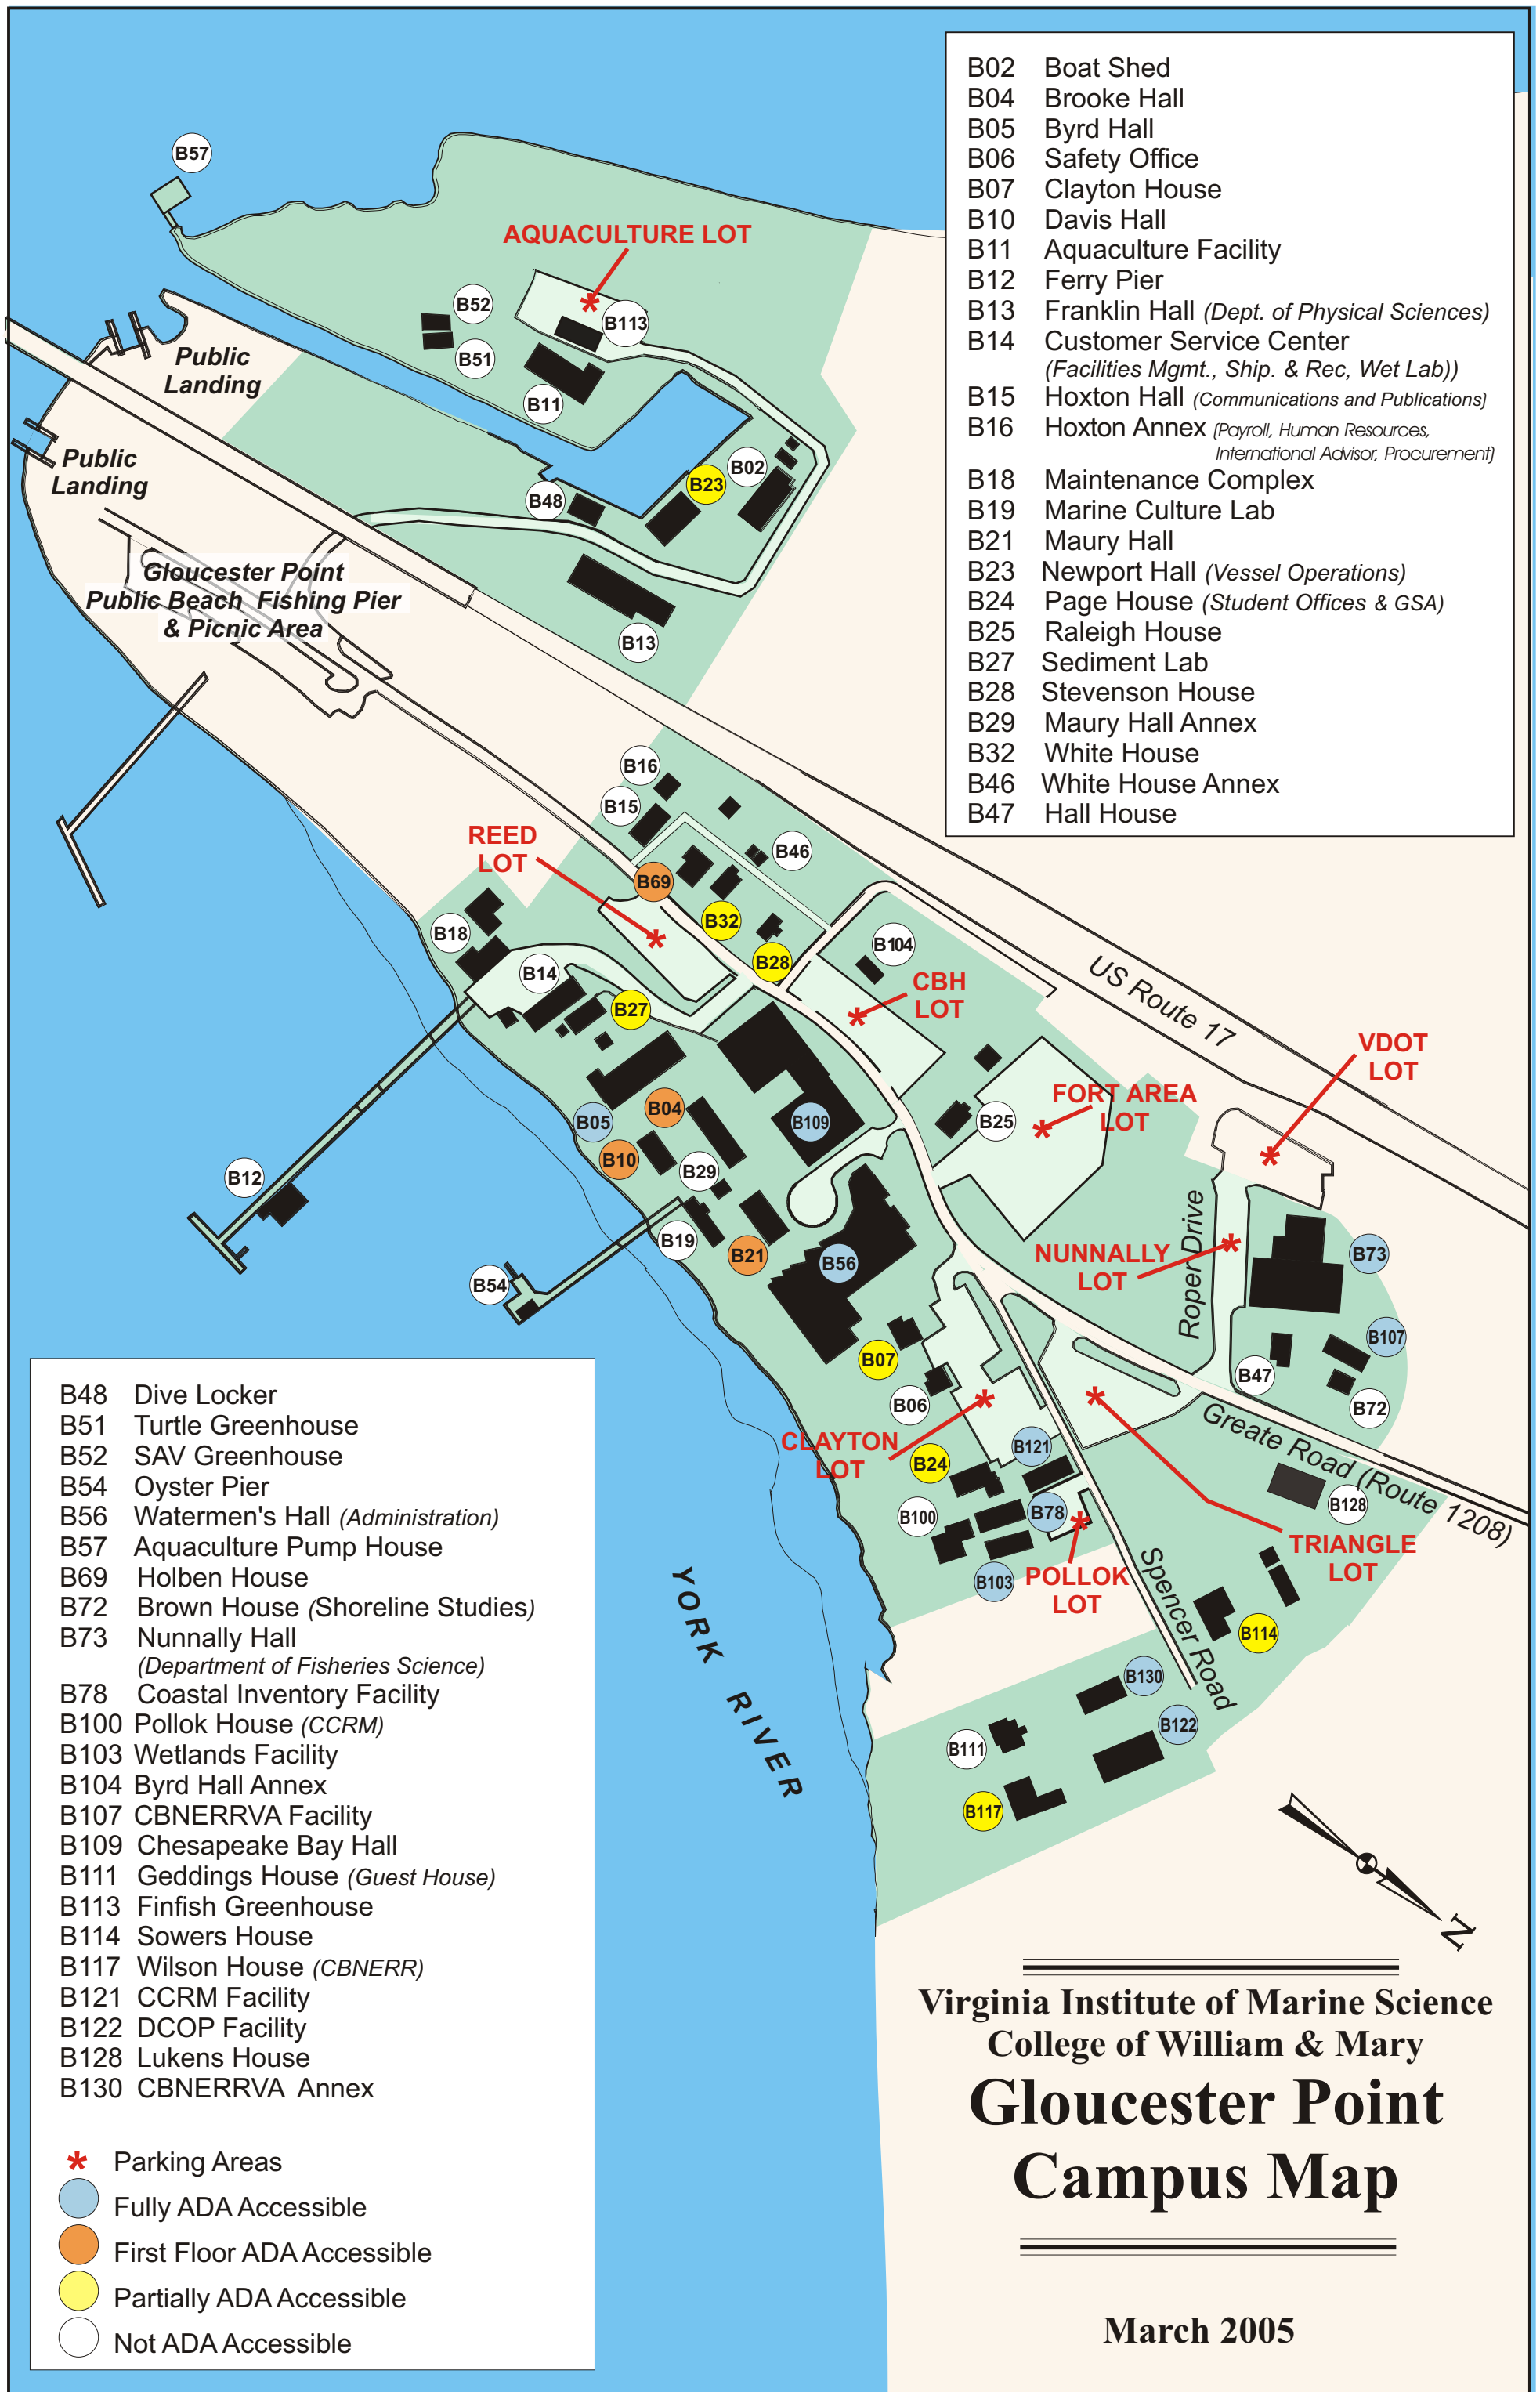 B02 Boat Shed
B04 Brooke Hall
B05 Byrd Hall
B06 Safety Office
B07 Clayton House
B10 Davis Hall
B11 Aquaculture Facility
B12 Ferry Pier
B13 Franklin Hall (Dept. of Physical Sciences)
B14 Customer Service Center
(Facilities Mgmt., Ship. & Rec, Wet Lab))
B15 Hoxton Hall (Communications and Publications)
B16 Hoxton Annex (Payroll, Human Resources,
International Advisor, Procurement)
B18 Maintenance Complex
B19 Marine Culture Lab
B21 Maury Hall
B23 Newport Hall (Vessel Operations)
B24 Page House (Student Offices & GSA)
B25 Raleigh House
B27 Sediment Lab
B28 Stevenson House
B29 Maury Hall Annex
B32 White House
B46 White House Annex
B47 Hall House
B57
AQUACULTURE LOT
B52
B113
B51
B11
Public
Landing
Public
Landing
B02
B23
B48
Gloucester Point
Public Beach Fishing Pier
& Picnic Area
B13
B16
B15
REED
LOT
B46
B69
B32
B18
B104
B28
B14
CBH
LOT
B27
US Route 17
VDOT
LOT
FORT AREA
LOT
B04
B05
B109
B25
B10
B29
B12
B19
B21
B56
B54
Roper Drive
NUNNALLY
LOT
B73
B107
B07
B47
B06
B72
Greate Road (Route 1208)
CLAYTON
LOT
B121
B24
B128
B100
B78
TRIANGLE
LOT
B103
POLLOK
LOT
Spencer Road
B114
YORK RIVER
B130
B122
B111
B117
B48 Dive Locker
B51 Turtle Greenhouse
B52 SAV Greenhouse
B54 Oyster Pier
B56 Watermen's Hall (Administration)
B57 Aquaculture Pump House
B69 Holben House
B72 Brown House (Shoreline Studies)
B73 Nunnally Hall
(Department of Fisheries Science)
B78 Coastal Inventory Facility
B100 Pollok House (CCRM)
B103 Wetlands Facility
B104 Byrd Hall Annex
B107 CBNERRVA Facility
B109 Chesapeake Bay Hall
B111 Geddings House (Guest House)
B113 Finfish Greenhouse
B114 Sowers House
B117 Wilson House (CBNERR)
B121 CCRM Facility
B122 DCOP Facility
B128 Lukens House
B130 CBNERRVA Annex
* Parking Areas
Fully ADA Accessible
First Floor ADA Accessible
Partially ADA Accessible
Not ADA Accessible
N
Virginia Institute of Marine Science
College of William & Mary
Gloucester Point
Campus Map
March 2005